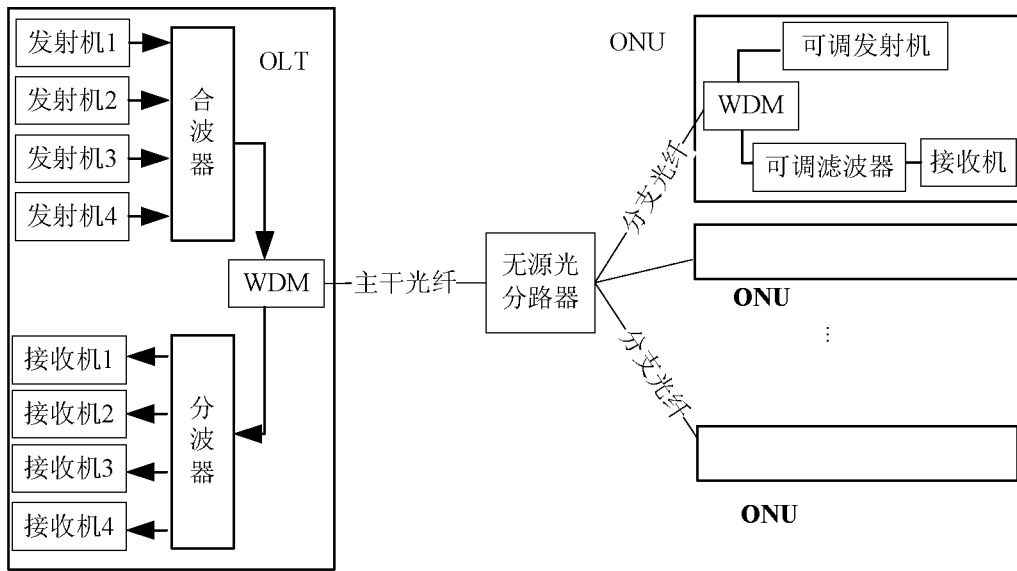 发射机1
发射机2
发射机3
发射机4
合波器
OLT
WDM
接收机1
接收机2
接收机3
接收机4
分波器
主干光纤
无源光
分路器
分支光纤
分支光纤
ONU
可调发射机
WDM
可调滤波器
接收机
ONU
...
ONU